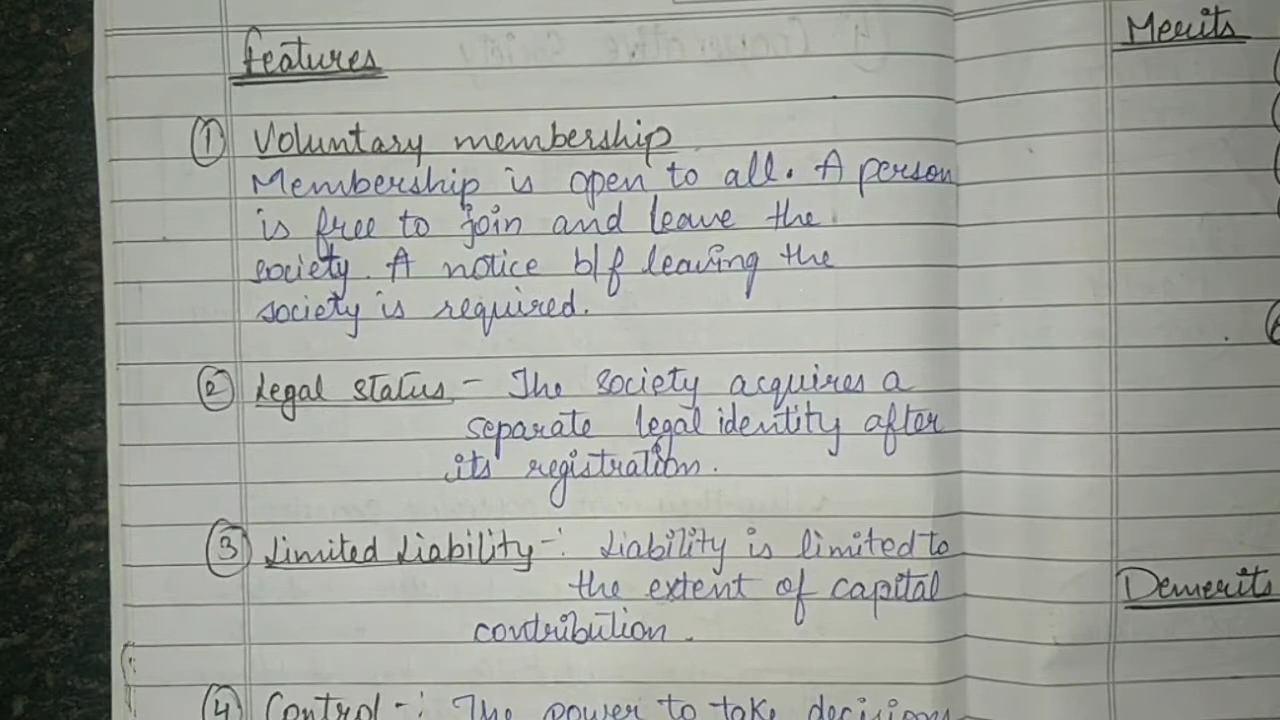 Features
① Voluntary membership
Membership is open to all. A person
is free to join and leave the
society. A notice b/f leaving the
society is required.
② Legal Status - The society acquires a
separate legal identity after
its registration.
③ Limited Liability -: Liability is limited to
the extent of capital
contribution.
④ Control -: The power to take decisions
Merits
Demerits